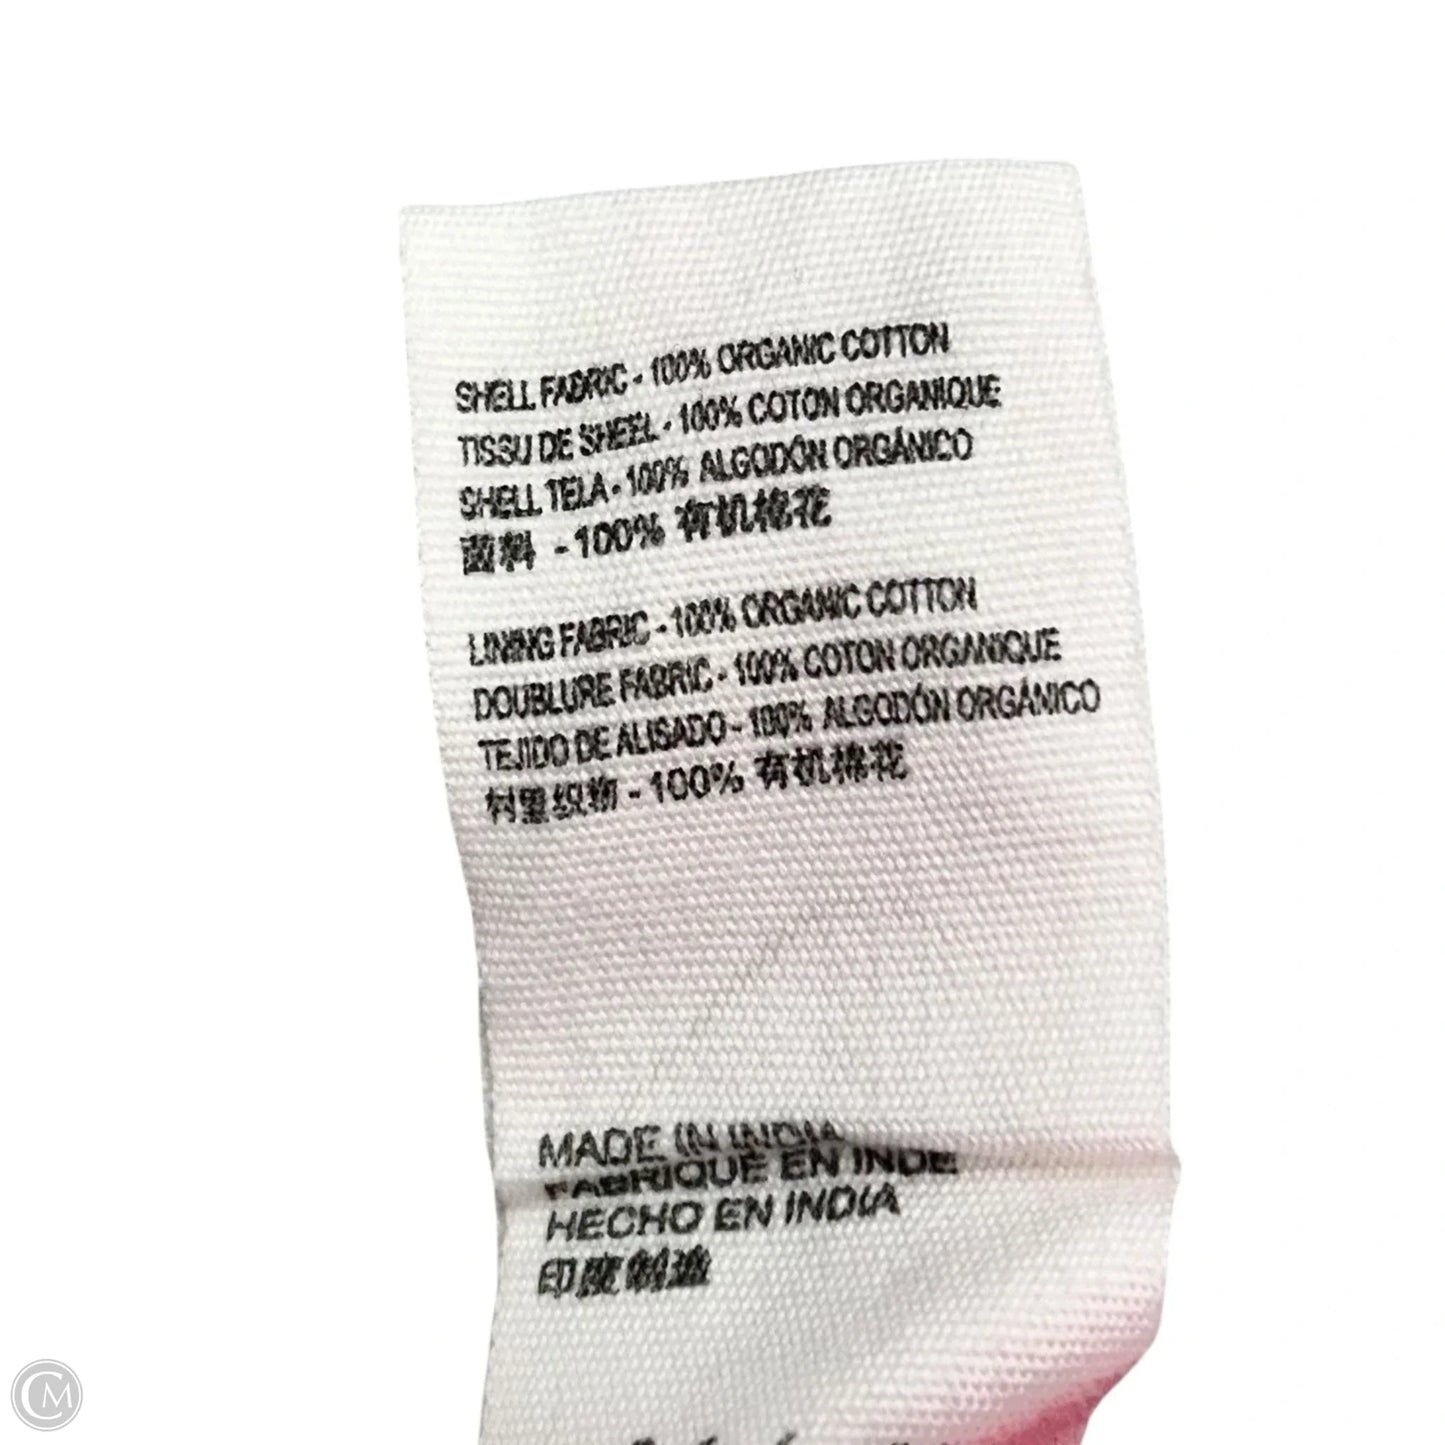 SHELL FABRIC - 100% ORGANIC COTTON
TISSU DE SHEEL - 100% COTON ORGANIQUE
SHELL TELA - 100% ALGODÓN ORGÁNICO
面料 - 100% 有机棉花
LINING FABRIC - 100% ORGANIC COTTON
DOUBLURE FABRIC - 100% COTON ORGANIQUE
TEJIDO DE ALISADO - 100% ALGODÓN ORGÁNICO
衬里织物 - 100% 有机棉花
MADE IN INDIA
FABRIQUÉ EN INDE
HECHO EN INDIA
印度制造
CM